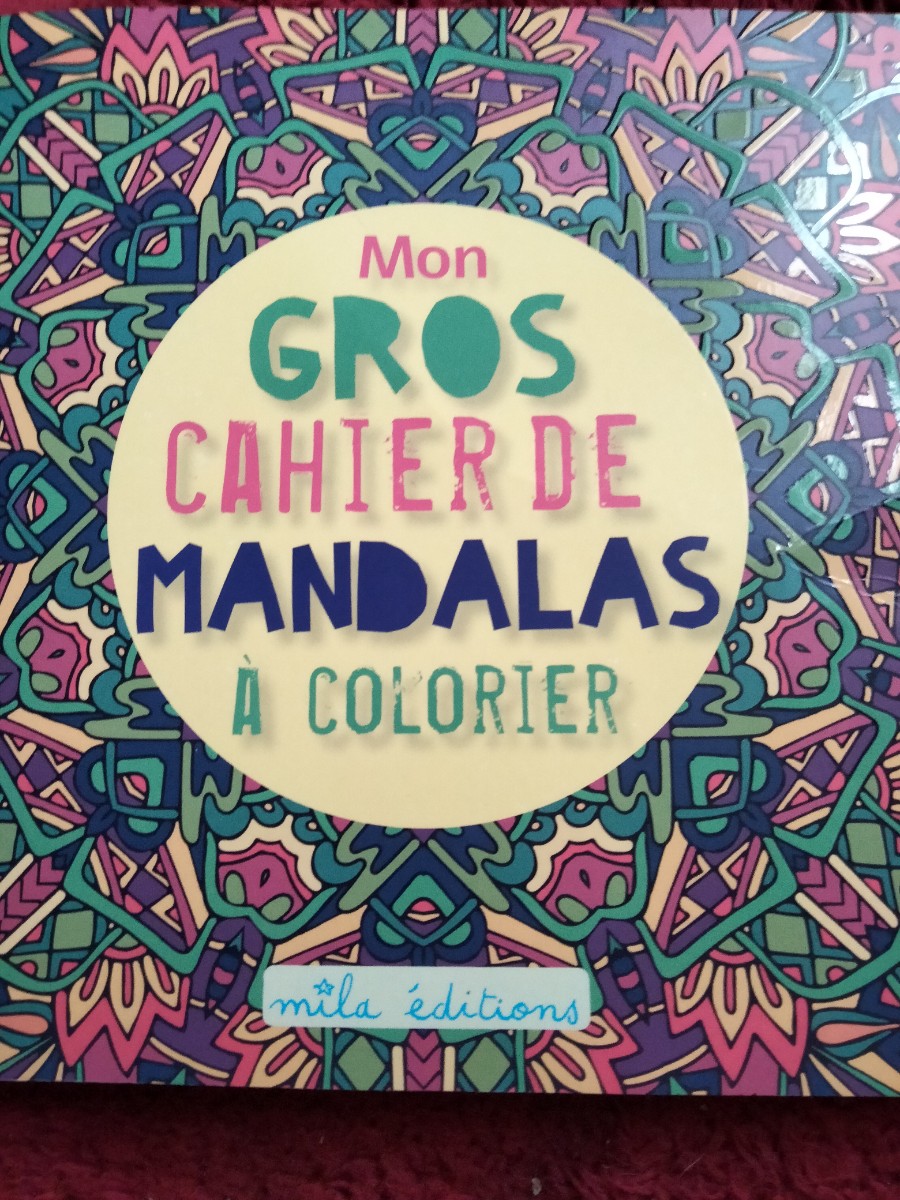 Mon
GROS
CAHIER DE
MANDALAS
À COLORIER
mila éditions